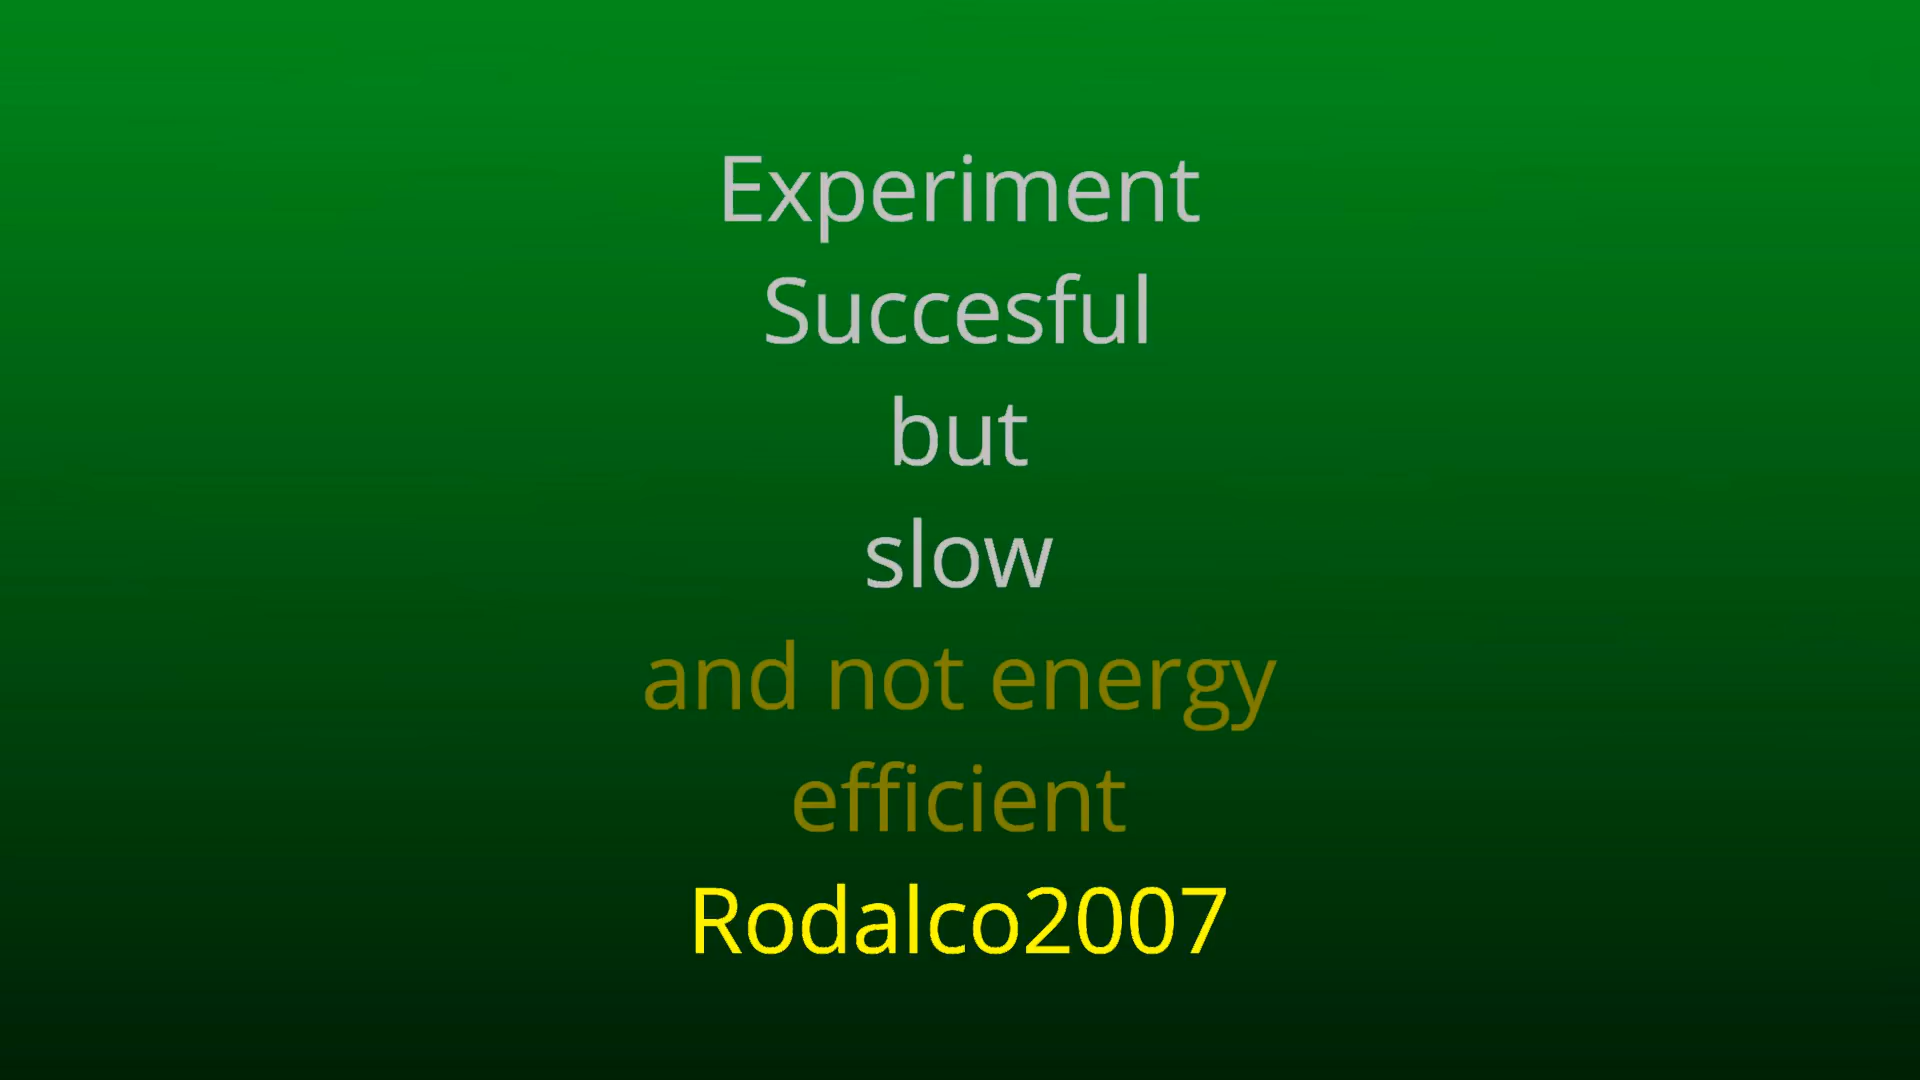 Experiment
Succesful
but
slow
and not energy
efficient
Rodalco2007